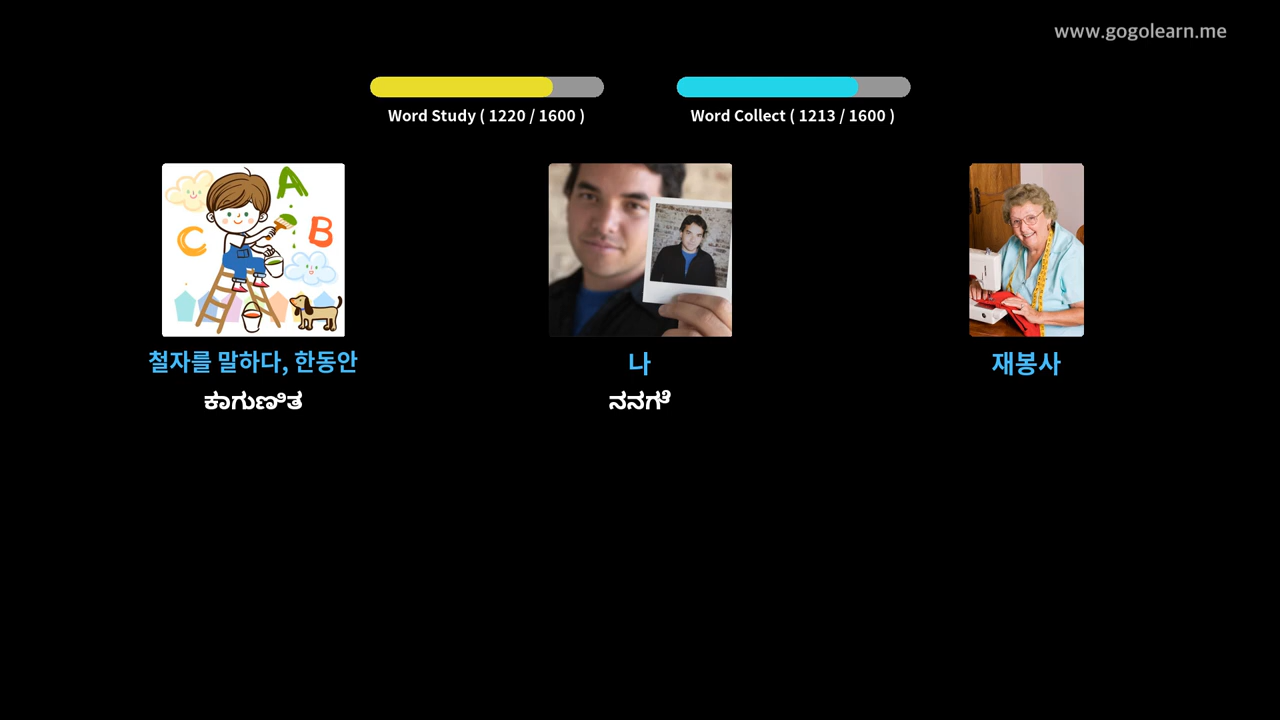 www.gogolearn.me
Word Study ( 1220 / 1600 )
Word Collect ( 1213 / 1600 )
A
B
C
철자를 말하다, 한동안
나
재봉사
ಕಾಗುಣಿತ
ನನಗೆ